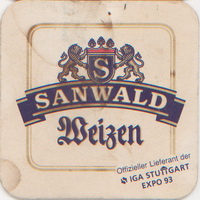 S
SANWALD
Weizen
Offizieller Lieferant der
IGA STUTTGART
EXPO 93